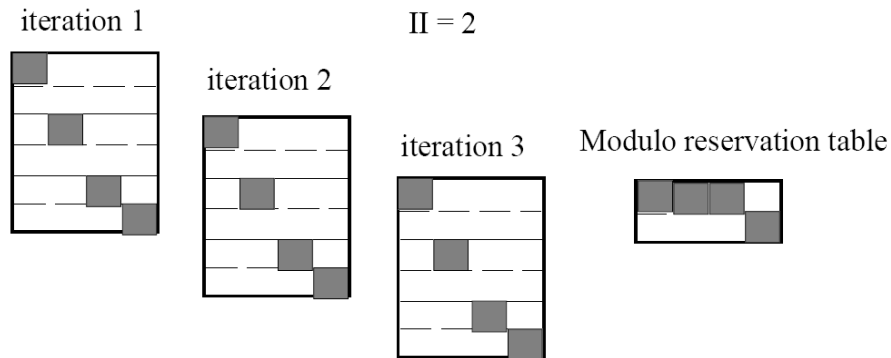 iteration 1
II = 2
iteration 2
iteration 3
Modulo reservation table